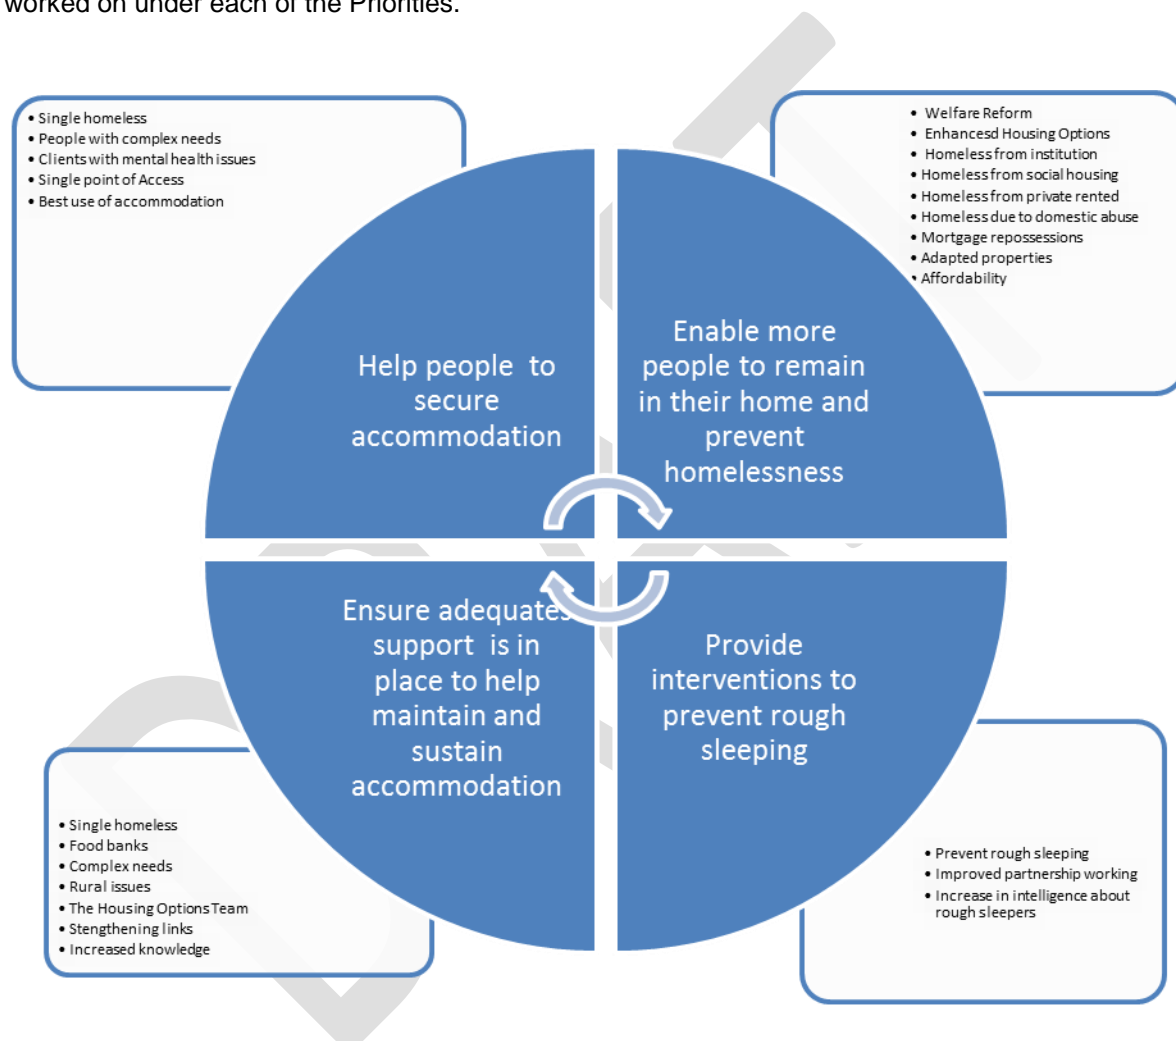 worked on under each of the Priorities.
• Single homeless
• People with complex needs
• Clients with mental health issues
• Single point of Access
• Best use of accommodation
• Welfare Reform
• Enhancesd Housing Options
• Homeless from institution
• Homeless from social housing
• Homeless from private rented
• Homeless due to domestic abuse
• Mortgage repossessions
• Adapted properties
• Affordability
Help people to
secure
accommodation
Enable more
people to remain
in their home and
prevent
homelessness
Ensure adequates
support is in
place to help
maintain and
sustain
accommodation
Provide
interventions to
prevent rough
sleeping
• Single homeless
• Food banks
• Complex needs
• Rural issues
• The Housing Options Team
• Stengthening links
• Increased knowledge
• Prevent rough sleeping
• Improved partnership working
• Increase in intelligence about
rough sleepers